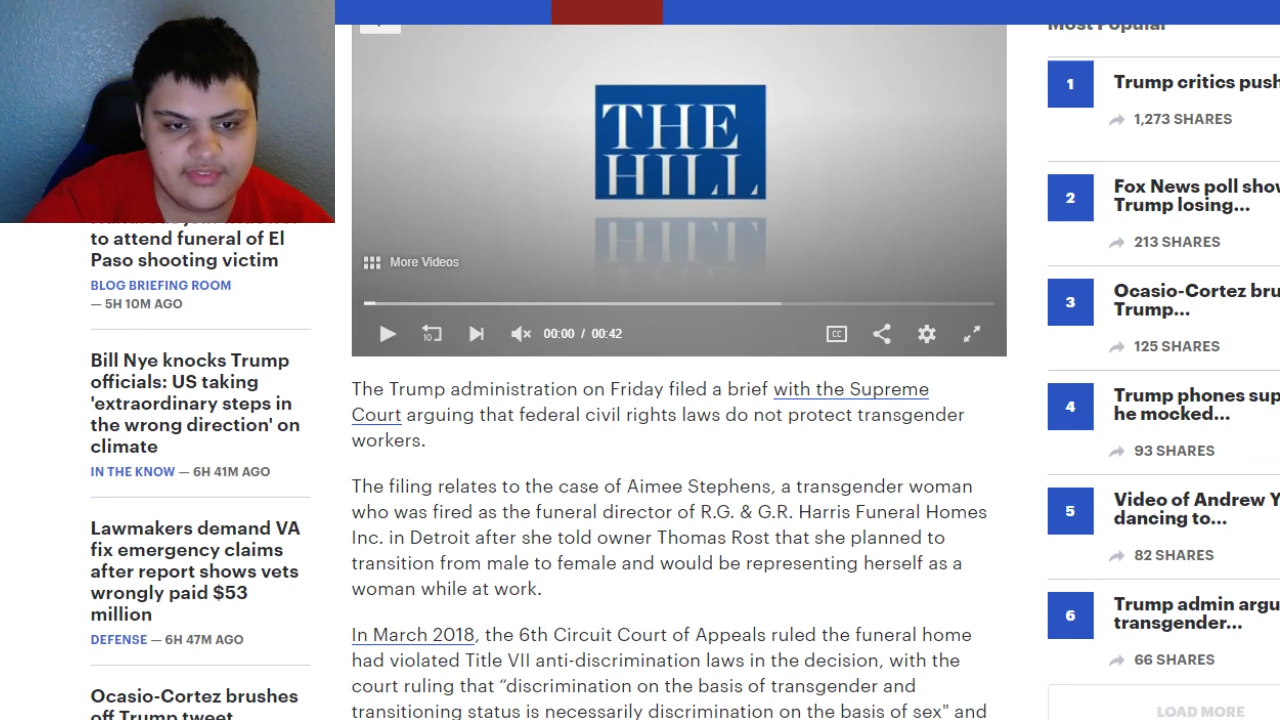 THE
HILL
More Videos
10
00:00 / 00:42
CC
The Trump administration on Friday filed a brief with the Supreme
Court arguing that federal civil rights laws do not protect transgender
workers.
The filing relates to the case of Aimee Stephens, a transgender woman
who was fired as the funeral director of R.G. & G.R. Harris Funeral Homes
Inc. in Detroit after she told owner Thomas Rost that she planned to
transition from male to female and would be representing herself as a
woman while at work.
In March 2018, the 6th Circuit Court of Appeals ruled the funeral home
had violated Title VII anti-discrimination laws in the decision, with the
court ruling that “discrimination on the basis of transgender and
transitioning status is necessarily discrimination on the basis of sex" and
to attend funeral of El
Paso shooting victim
BLOG BRIEFING ROOM
— 5H 10M AGO
Bill Nye knocks Trump
officials: US taking
'extraordinary steps in
the wrong direction' on
climate
IN THE KNOW — 6H 41M AGO
Lawmakers demand VA
fix emergency claims
after report shows vets
wrongly paid $53
million
DEFENSE — 6H 47M AGO
Ocasio-Cortez brushes
off Trump tweet
Most Popular
1
Trump critics push
1,273 SHARES
2
Fox News poll show
Trump losing...
213 SHARES
3
Ocasio-Cortez bru
Trump...
125 SHARES
4
Trump phones sup
he mocked...
93 SHARES
5
Video of Andrew Y
dancing to...
82 SHARES
6
Trump admin argu
transgender...
66 SHARES
LOAD MORE